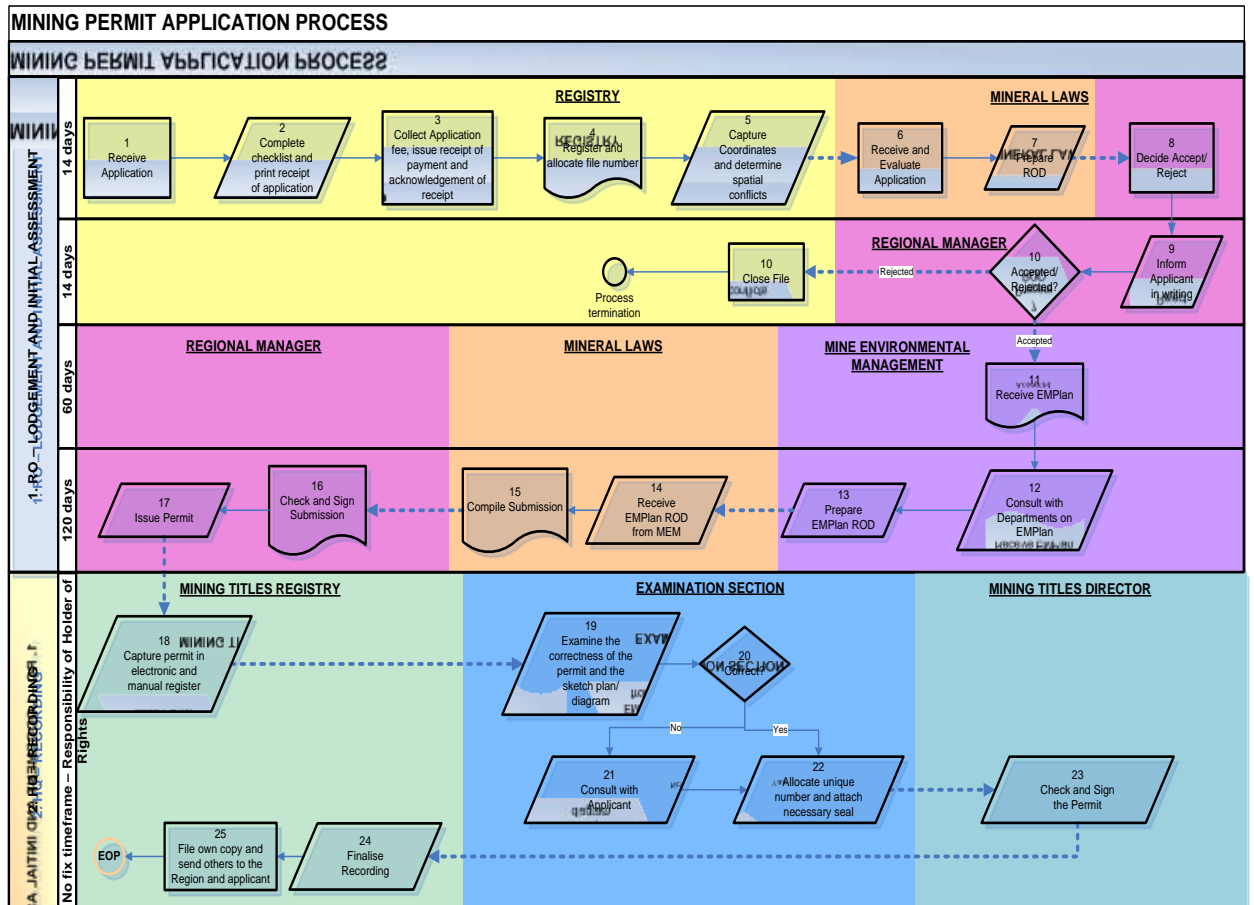 MINING PERMIT APPLICATION PROCESS
MINING PERMIT APPLICATION PROCESS
1. RO – LODGEMENT AND INITIAL ASSESSMENT
14 days
REGISTRY
MINERAL LAWS
1
Receive
Application
2
Complete
checklist and
print receipt
of application
3
Collect Application
fee, issue receipt of
payment and
acknowledgement of
receipt
4
Register and
allocate file number
5
Capture
Coordinates and
determine
spatial
conflicts
6
Receive and
Evaluate
Application
7
Prepare
ROD
8
Decide Accept/
Reject
14 days
REGIONAL MANAGER
9
Inform
Applicant
in writing
10
Accepted/
Rejected?
Rejected
10
Close File
Process
termination
Accepted
60 days
REGIONAL MANAGER
MINERAL LAWS
MINE ENVIRONMENTAL
MANAGEMENT
11
Receive EMPlan
120 days
12
Consult with
Departments on
EMPlan
13
Prepare
EMPlan ROD
14
Receive
EMPlan ROD
from MEM
15
Compile Submission
16
Check and Sign
Submission
17
Issue Permit
RECORDING
No fix timeframe – Responsibility of Holder of
Rights
MINING TITLES REGISTRY
EXAMINATION SECTION
MINING TITLES DIRECTOR
18
Capture permit in
electronic and
manual register
19
Examine the
correctness of the
permit and the
sketch plan/
diagram
20
Correct?
No
Yes
21
Consult with
Applicant
22
Allocate unique
number and attach
necessary seal
23
Check and Sign
the Permit
24
Finalise
Recording
25
File own copy and
send others to the
Region and applicant
EOP